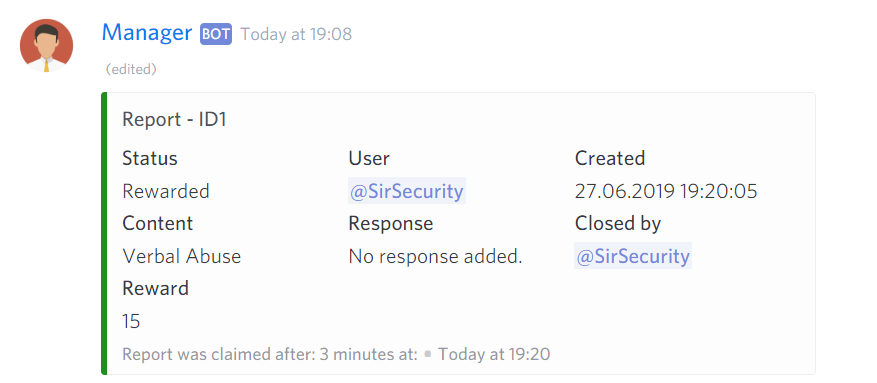 Manager BOT Today at 19:08
(edited)
Report - ID1
Status User Created
Rewarded @SirSecurity 27.06.2019 19:20:05
Content Response Closed by
Verbal Abuse No response added. @SirSecurity
Reward
15
Report was claimed after: 3 minutes at: ▪ Today at 19:20